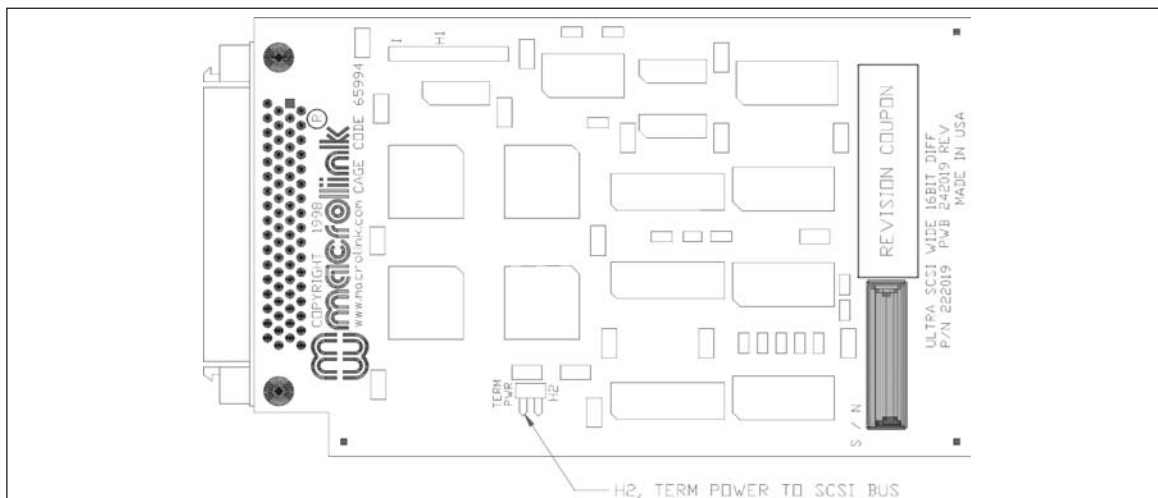 I
H1
COPYRIGHT 1998
®
macrolink
www.macrolink.com CAGE CODE 65994
REVISION COUPON
ULTRA SCSI WIDE 16BIT DIFF
P/N 222019 PWB 242019 REV
MADE IN USA
TERM
PWR
H2
S/N
H2, TERM POWER TO SCSI BUS